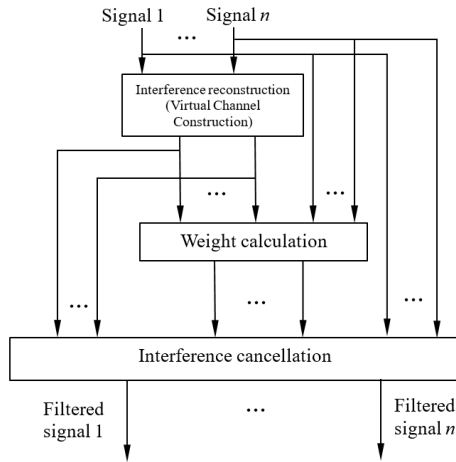 Signal 1
...
Signal n
Interference reconstruction
(Virtual Channel
Construction)
...
...
Weight calculation
...
...
...
Interference cancellation
Filtered
signal 1
...
Filtered
signal n